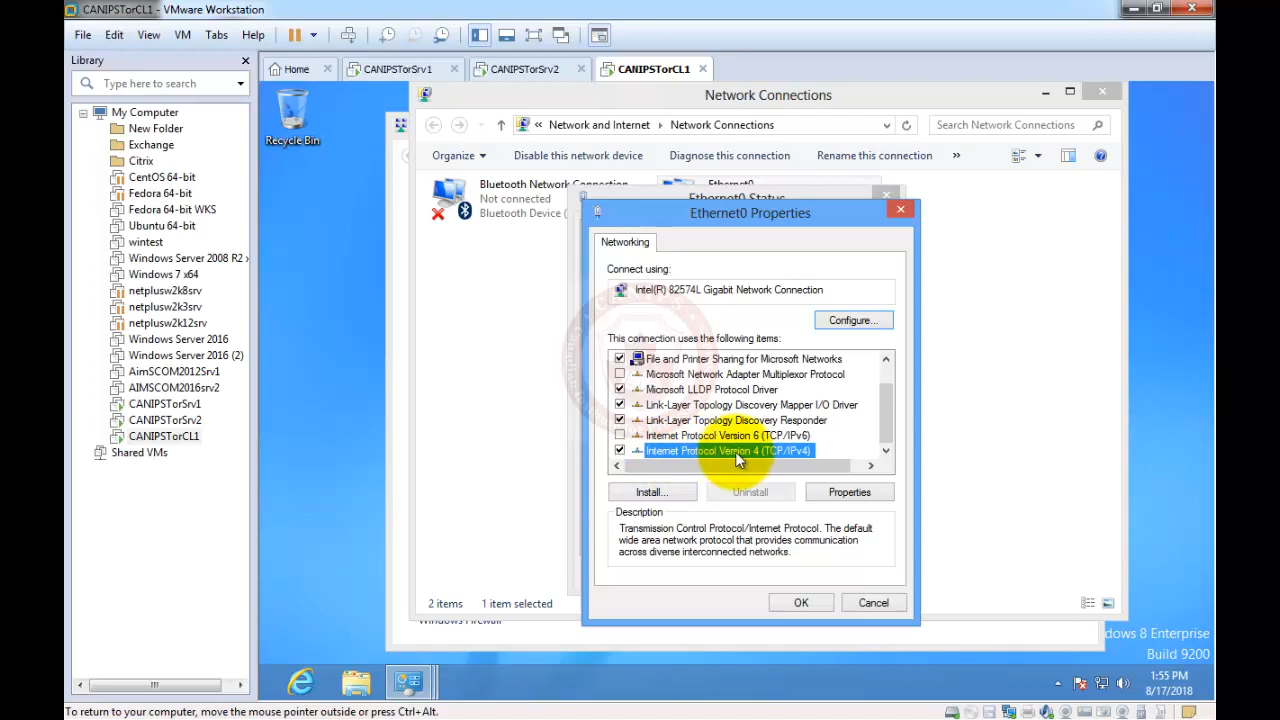 CANIPSTorCL1 - VMware Workstation
File Edit View VM Tabs Help
Library
Type here to search
My Computer
New Folder
Exchange
Citrix
CentOS 64-bit
Fedora 64-bit
Fedora 64-bit WKS
Ubuntu 64-bit
wintest
Windows Server 2008 R2 x
Windows 7 x64
netplusw2k8srv
netplusw2k3srv
netplusw2k12srv
Windows Server 2016
Windows Server 2016 (2)
AimSCOM2012Srv1
AIMSCOM2016srv2
CANIPSTorSrv1
CANIPSTorSrv2
CANIPSTorCL1
Shared VMs
Home CANIPSTorSrv1 CANIPSTorSrv2 CANIPSTorCL1
Recycle Bin
Network Connections
« Network and Internet Network Connections
Search Network Connections
Organize Disable this network device Diagnose this connection Rename this connection »
Bluetooth Network Connection
Not connected
Bluetooth Device (
Ethernet0
Ethernet0 Status
Ethernet0 Properties
Networking
Connect using:
Intel(R) 82574L Gigabit Network Connection
Configure...
This connection uses the following items:
File and Printer Sharing for Microsoft Networks
Microsoft Network Adapter Multiplexor Protocol
Microsoft LLDP Protocol Driver
Link-Layer Topology Discovery Mapper I/O Driver
Link-Layer Topology Discovery Responder
Internet Protocol Version 6 (TCP/IPv6)
Internet Protocol Version 4 (TCP/IPv4)
Install... Uninstall Properties
Description
Transmission Control Protocol/Internet Protocol. The default
wide area network protocol that provides communication
across diverse interconnected networks.
OK Cancel
2 items 1 item selected
Windows Firewall
dows 8 Enterprise
Build 9200
1:55 PM
8/17/2018
To return to your computer, move the mouse pointer outside or press Ctrl+Alt.